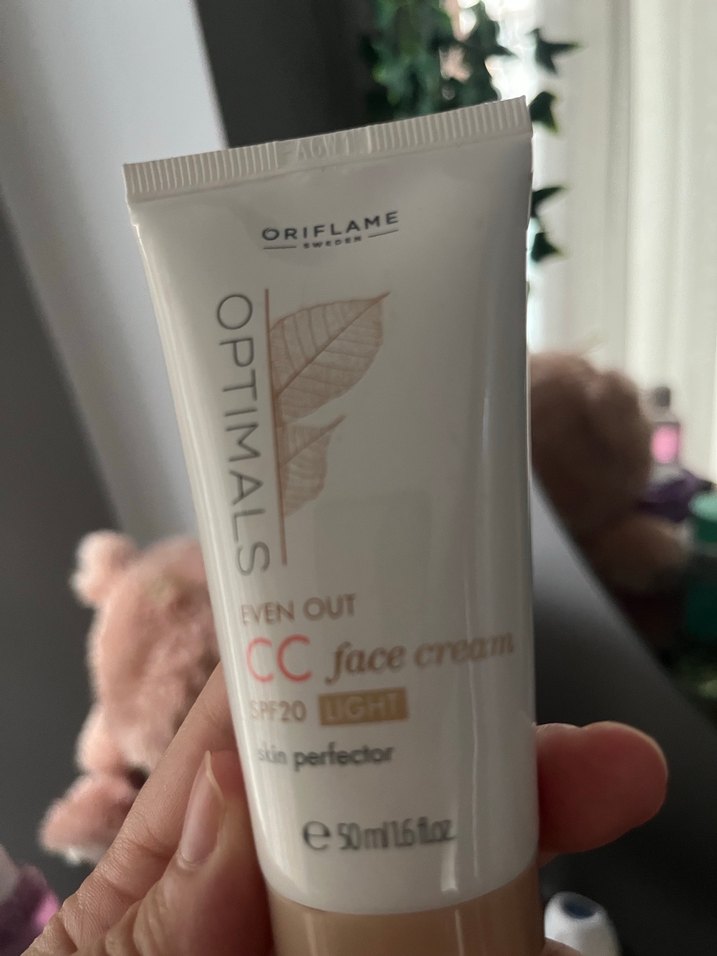 ORIFLAME
SWEDEN
OPTIMALS
EVEN OUT
CC face cream
SPF20 LIGHT
skin perfector
℮ 50 ml/1.6 fl.oz.